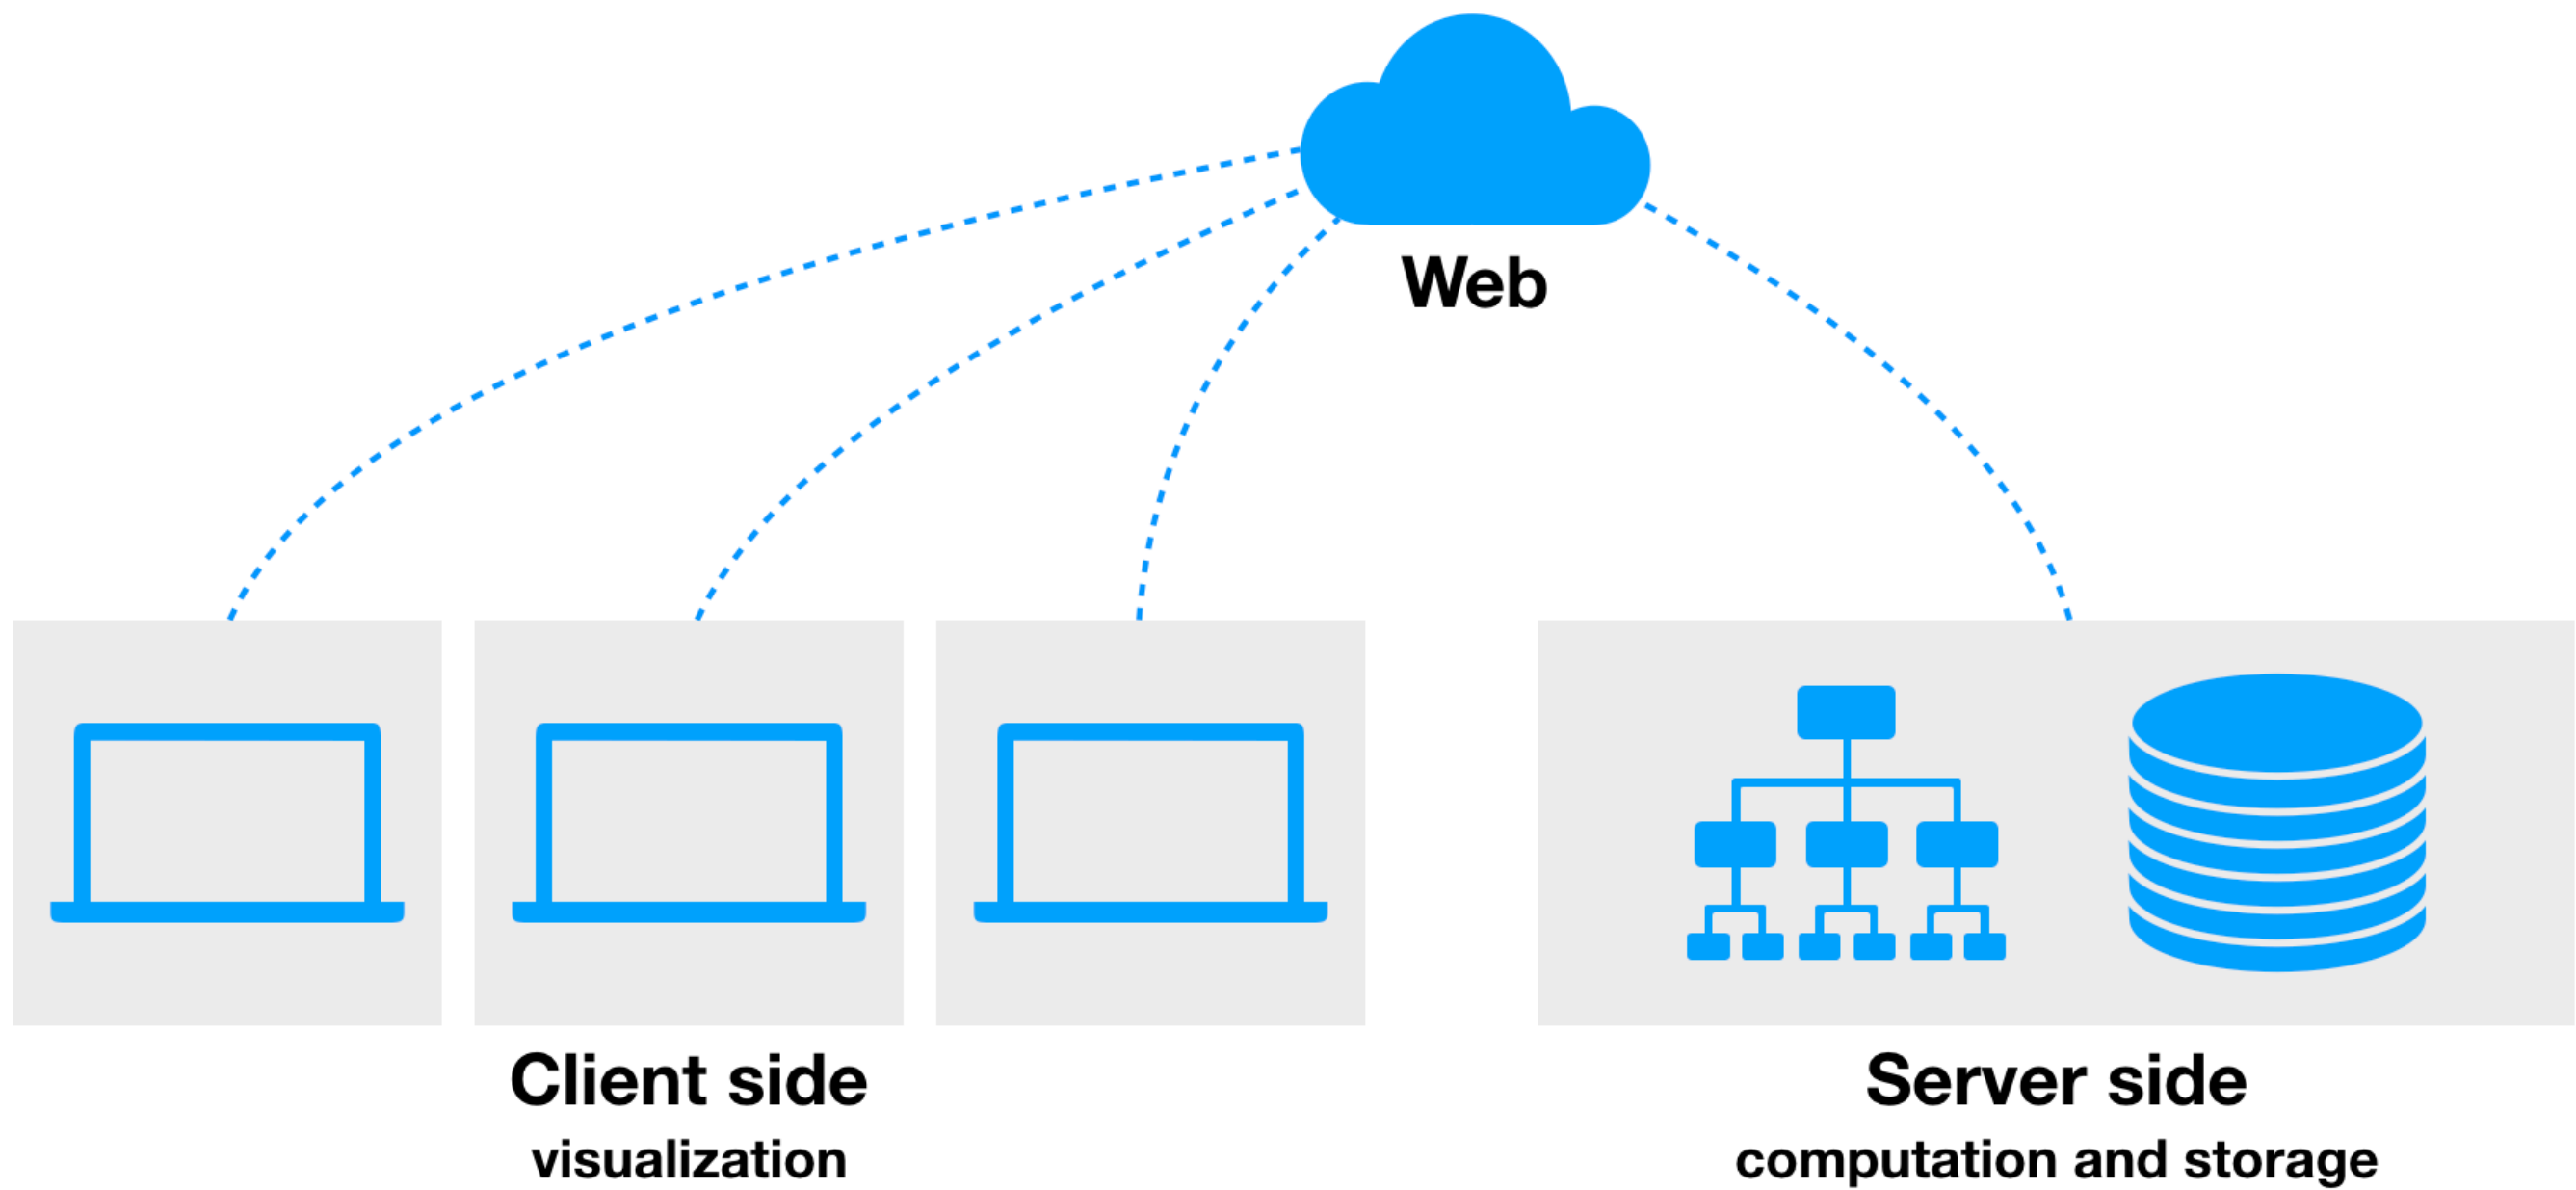 Web
Client side
visualization
Server side
computation and storage